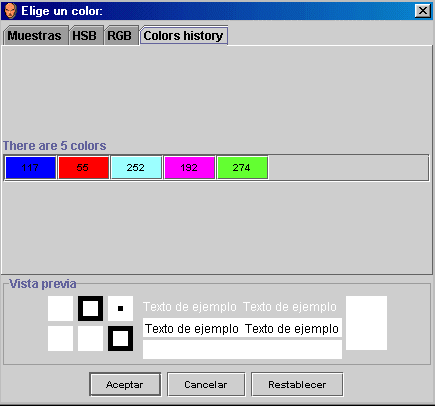 Elige un color:
Muestras HSB RGB Colors history
There are 5 colors
117 55 252 192 274
Vista previa
Texto de ejemplo Texto de ejemplo
Texto de ejemplo Texto de ejemplo
Aceptar Cancelar Restablecer